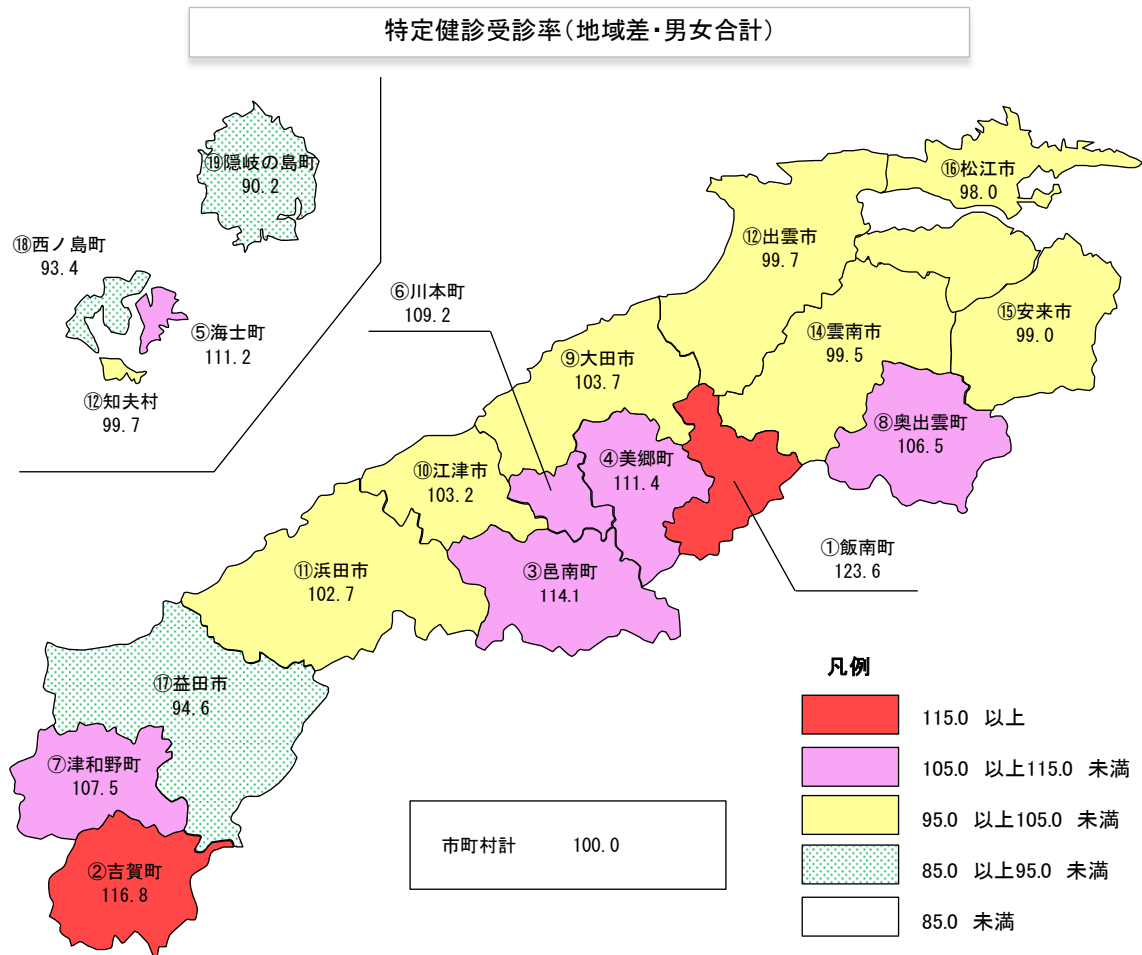 特定健診受診率(地域差・男女合計)
⑲隠岐の島町
90.2
⑱西ノ島町
93.4
⑤海士町
111.2
⑫知夫村
99.7
⑯松江市
98.0
⑫出雲市
99.7
⑮安来市
99.0
⑭雲南市
99.5
⑥川本町
109.2
⑨大田市
103.7
⑧奥出雲町
106.5
④美郷町
111.4
⑩江津市
103.2
①飯南町
123.6
③邑南町
114.1
⑪浜田市
102.7
⑰益田市
94.6
⑦津和野町
107.5
②吉賀町
116.8
市町村計 100.0
凡例
115.0 以上
105.0 以上115.0 未満
95.0 以上105.0 未満
85.0 以上95.0 未満
85.0 未満